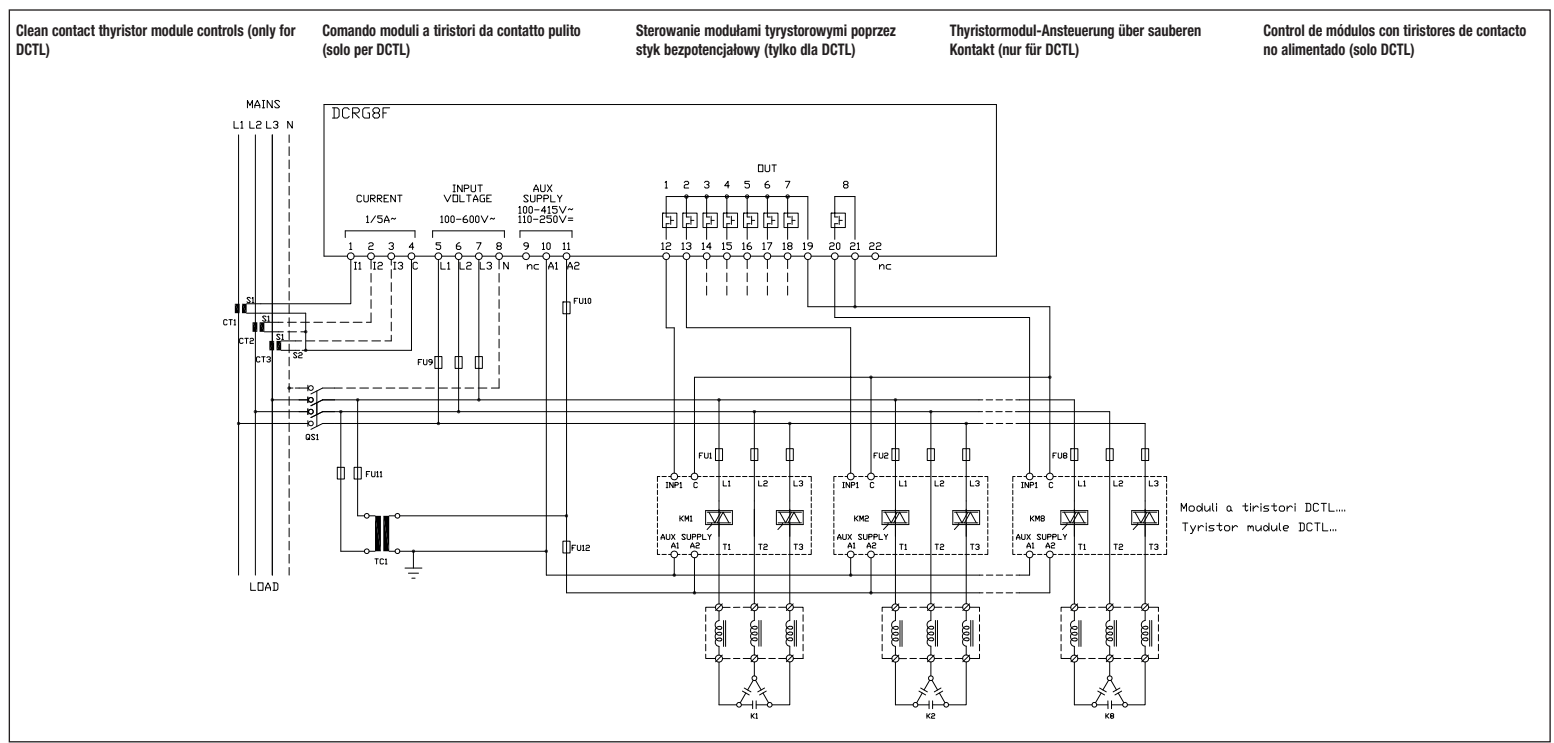 Clean contact thyristor module controls (only for
DCTL)
Comando moduli a tiristori da contatto pulito
(solo per DCTL)
Sterowanie modułami tyrystorowymi poprzez
styk bezpotencjałowy (tylko dla DCTL)
Thyristormodul-Ansteuerung über sauberen
Kontakt (nur für DCTL)
Control de módulos con tiristores de contacto
no alimentado (solo DCTL)
MAINS
L1 L2 L3 N
DCRG8F
OUT
1 2 3 4 5 6 7 8
CURRENT
1/5A~
INPUT
VOLTAGE
100-600V~
AUX
SUPPLY
100-415V~
110-250V=
1 2 3 4 5 6 7 8 9 10 11 12 13 14 15 16 17 18 19 20 21 22
I1 I2 I3 C L1 L2 L3 N nc A1 A2 nc
S1
CT1
S1
CT2
S1
CT3
S2
FU10
FU9
QS1
FU11
FU12
TC1
LOAD
FU1 FU2 FU8
INP1 C L1 L2 L3
INP1 C L1 L2 L3
INP1 C L1 L2 L3
KM1 KM2 KM8
AUX SUPPLY
A1 A2 T1 T2 T3
AUX SUPPLY
A1 A2 T1 T2 T3
AUX SUPPLY
A1 A2 T1 T2 T3
Moduli a tiristori DCTL....
Tyristor mudule DCTL...
K1 K2 K8